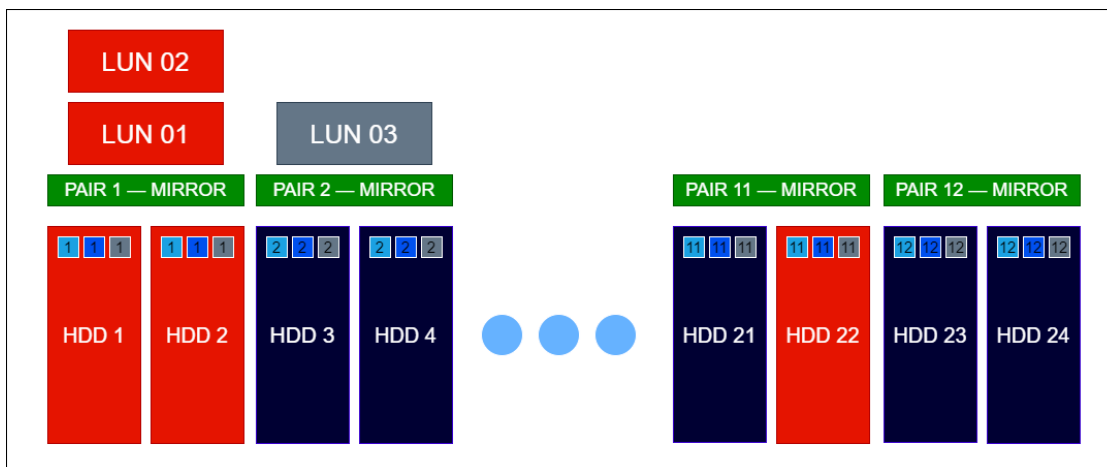 LUN 02
LUN 01 LUN 03
PAIR 1 — MIRROR PAIR 2 — MIRROR PAIR 11 — MIRROR PAIR 12 — MIRROR
1 1 1 1 1 1 2 2 2 2 2 2 11 11 11 11 11 11 12 12 12 12 12 12
HDD 1 HDD 2 HDD 3 HDD 4 HDD 21 HDD 22 HDD 23 HDD 24